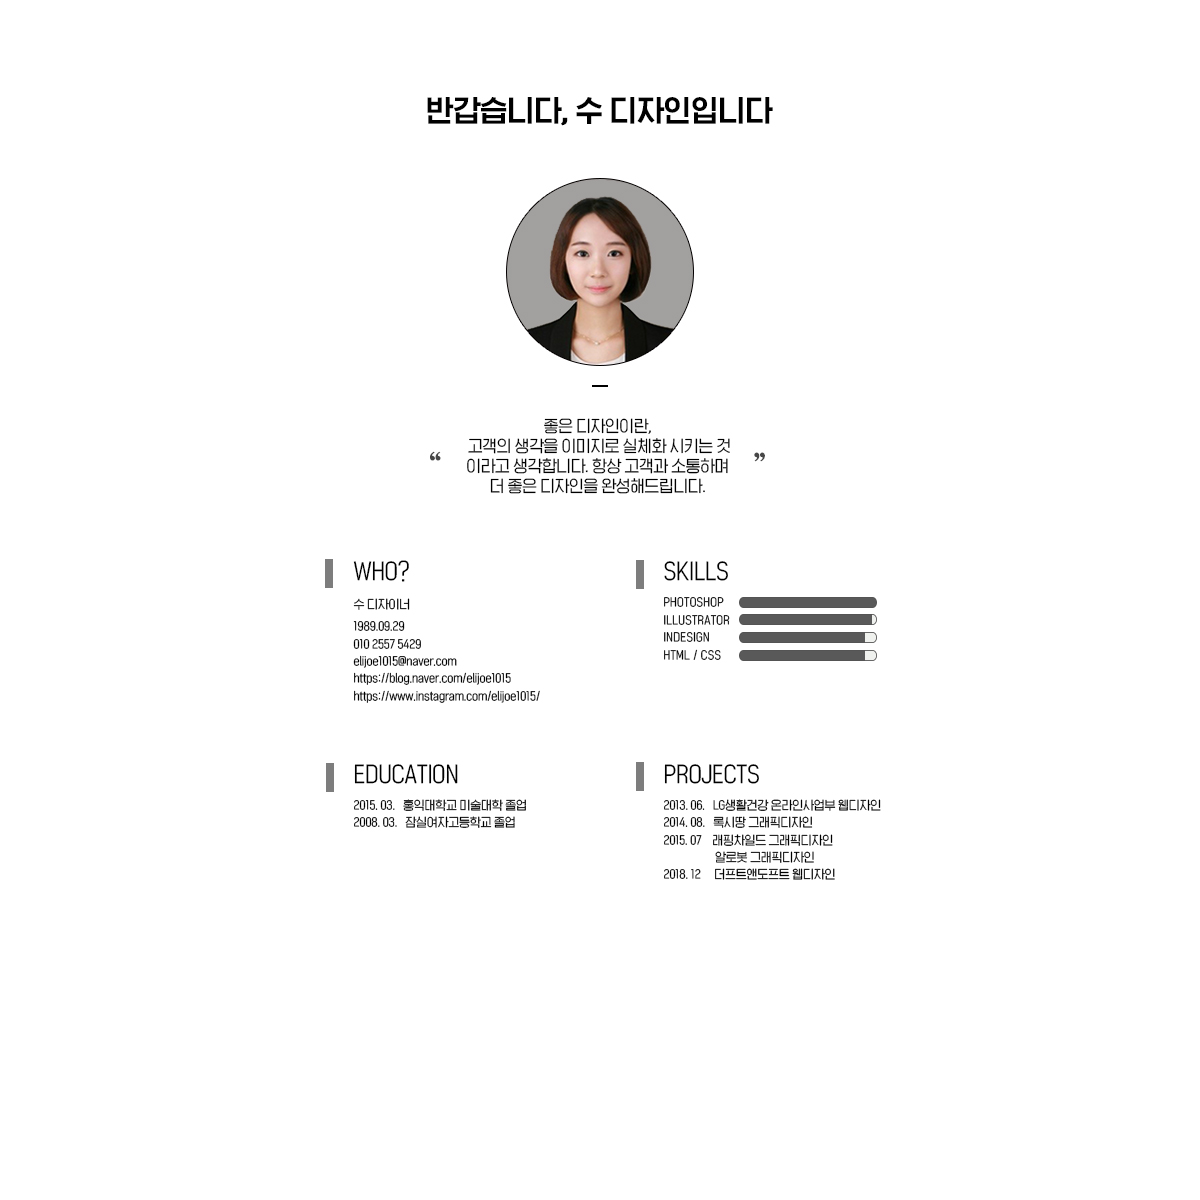 반갑습니다, 수 디자인입니다
좋은 디자인이란,
“ 고객의 생각을 이미지로 실체화 시키는 것 ”
이라고 생각합니다. 항상 고객과 소통하며
더 좋은 디자인을 완성해드립니다.
WHO?
수 디자이너
1989.09.29
010 2557 5429
elijoe1015@naver.com
https://blog.naver.com/elijoe1015
https://www.instagram.com/elijoe1015/
SKILLS
PHOTOSHOP
ILLUSTRATOR
INDESIGN
HTML / CSS
EDUCATION
2015. 03. 홍익대학교 미술대학 졸업
2008. 03. 잠실여자고등학교 졸업
PROJECTS
2013. 06. LG생활건강 온라인사업부 웹디자인
2014. 08. 록시땅 그래픽디자인
2015. 07 래핑차일드 그래픽디자인
알로봇 그래픽디자인
2018. 12 더프트앤도프트 웹디자인